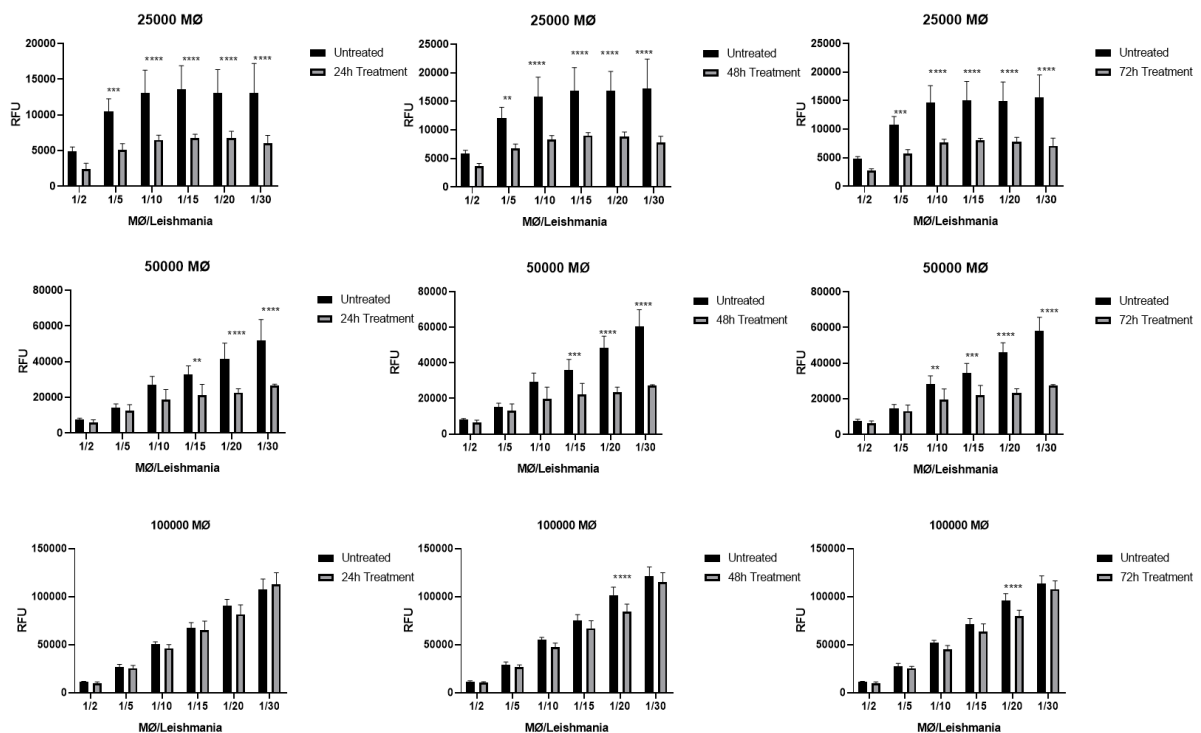 25000 MØ
20000
15000
10000
5000
0
RFU
***
****
****
****
****
1/2 1/5 1/10 1/15 1/20 1/30
MØ/Leishmania
Untreated
24h Treatment
25000 MØ
25000
20000
15000
10000
5000
0
RFU
**
****
****
****
****
1/2 1/5 1/10 1/15 1/20 1/30
MØ/Leishmania
Untreated
48h Treatment
25000 MØ
25000
20000
15000
10000
5000
0
RFU
***
****
****
****
****
1/2 1/5 1/10 1/15 1/20 1/30
MØ/Leishmania
Untreated
72h Treatment
50000 MØ
80000
60000
40000
20000
0
RFU
**
****
****
1/2 1/5 1/10 1/15 1/20 1/30
MØ/Leishmania
Untreated
24h Treatment
50000 MØ
80000
60000
40000
20000
0
RFU
***
****
****
1/2 1/5 1/10 1/15 1/20 1/30
MØ/Leishmania
Untreated
48h Treatment
50000 MØ
80000
60000
40000
20000
0
RFU
**
***
****
****
1/2 1/5 1/10 1/15 1/20 1/30
MØ/Leishmania
Untreated
72h Treatment
100000 MØ
150000
100000
50000
0
RFU
1/2 1/5 1/10 1/15 1/20 1/30
MØ/Leishmania
Untreated
24h Treatment
100000 MØ
150000
100000
50000
0
RFU
****
1/2 1/5 1/10 1/15 1/20 1/30
MØ/Leishmania
Untreated
48h Treatment
100000 MØ
150000
100000
50000
0
RFU
****
1/2 1/5 1/10 1/15 1/20 1/30
MØ/Leishmania
Untreated
72h Treatment